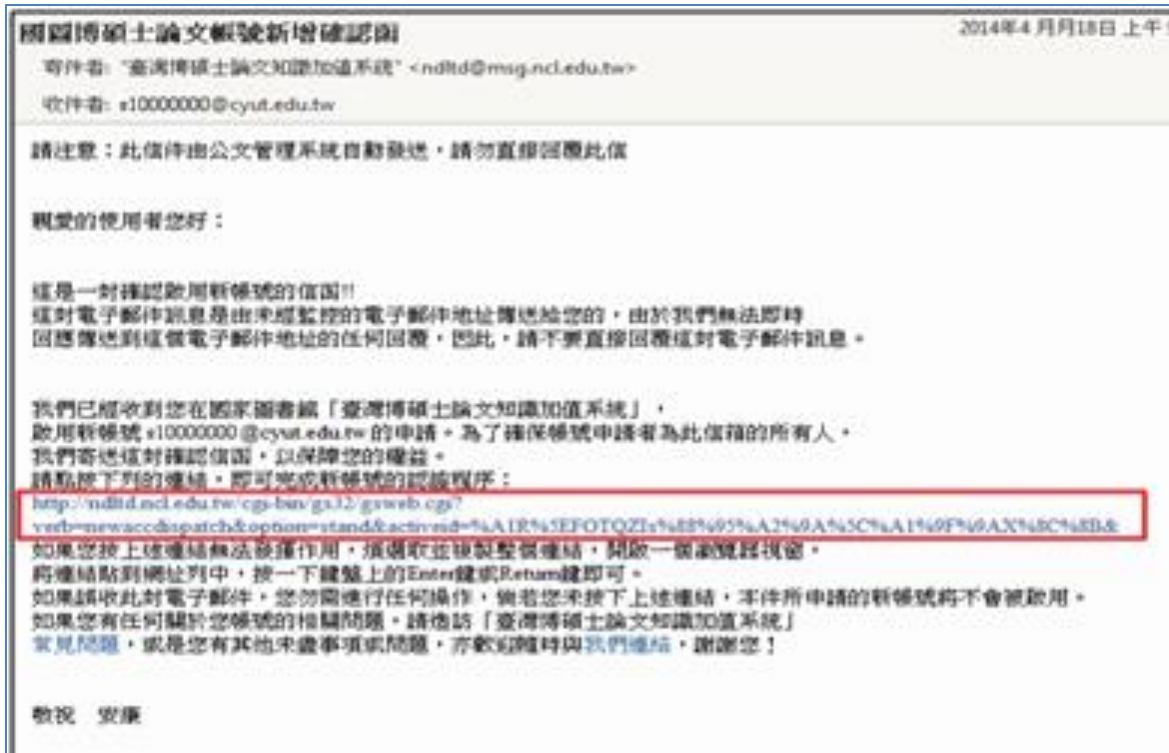 國圖博碩士論文帳號新增確認函
2014年4 月月18日 上午
寄件者: "臺灣博碩士論文知識加值系統" <ndltd@msg.ncl.edu.tw>
收件者: s10000000@cyut.edu.tw
請注意：此信件由公文管理系統自動發送，請勿直接回覆此信
親愛的使用者您好：
這是一封確認啟用新帳號的信函!!
這封電子郵件訊息是由未經監控的電子郵件地址傳送給您的，由於我們無法即時
回應傳送到這個電子郵件地址的任何回覆，因此，請不要直接回覆這封電子郵件訊息。
我們已經收到您在國家圖書館「臺灣博碩士論文知識加值系統」，
啟用新帳號 s10000000@cyut.edu.tw 的申請。為了確保帳號申請者為此信箱的所有人，
我們寄送這封確認信函，以保障您的權益。
請點按下列的連結，即可完成新帳號的認證程序：
http://ndltd.ncl.edu.tw/cgi-bin/gs32/gsweb.cgi?
如果您按上述連結無法發揮作用，須選取並複製整個連結，開啟一個瀏覽器視窗，
將連結貼到網址列中，按一下鍵盤上的Enter鍵或Return鍵即可。
如果誤收此封電子郵件，您勿需進行任何操作，倘若您未按下上述連結，本件所申請的新帳號將不會被啟用。
如果您有任何關於您帳號的相關問題，請造訪「臺灣博碩士論文知識加值系統」
常見問題，或是您有其他未盡事項或問題，亦歡迎隨時與我們連絡，謝謝您！
敬祝 安康